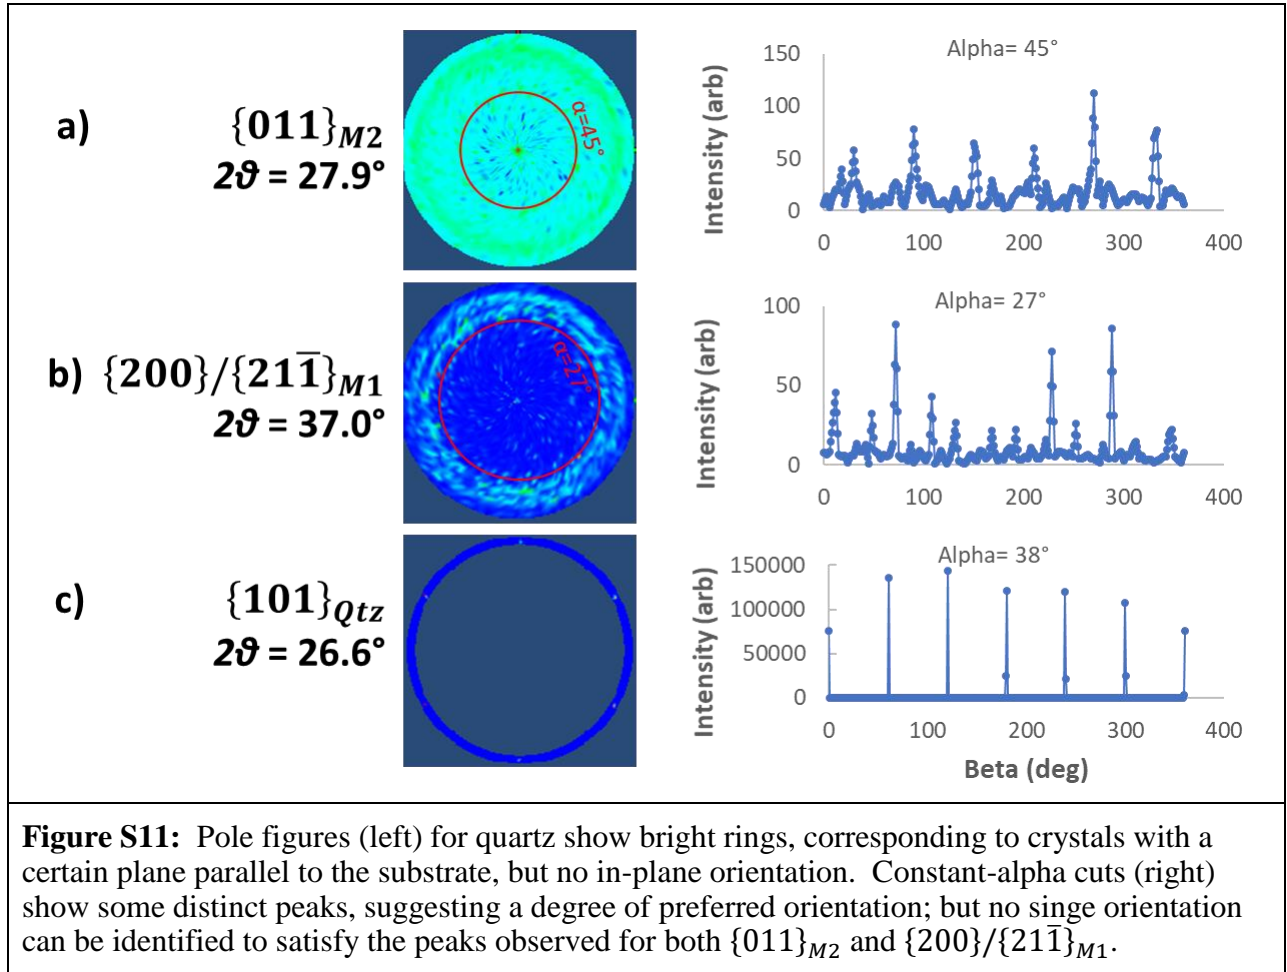 a)
{011}M2
2ϑ = 27.9°
α=45°
Alpha= 45°
Intensity (arb)
150
100
50
0
0 100 200 300 400
b)
{200}/{211̅}M1
2ϑ = 37.0°
α=27°
Alpha= 27°
Intensity (arb)
100
50
0
0 100 200 300 400
c)
{101}Qtz
2ϑ = 26.6°
Alpha= 38°
Intensity (arb)
150000
100000
50000
0
0 100 200 300 400
Beta (deg)
Figure S11: Pole figures (left) for quartz show bright rings, corresponding to crystals with a
certain plane parallel to the substrate, but no in-plane orientation. Constant-alpha cuts (right)
show some distinct peaks, suggesting a degree of preferred orientation; but no singe orientation
can be identified to satisfy the peaks observed for both {011}M2 and {200}/{211̅}M1.